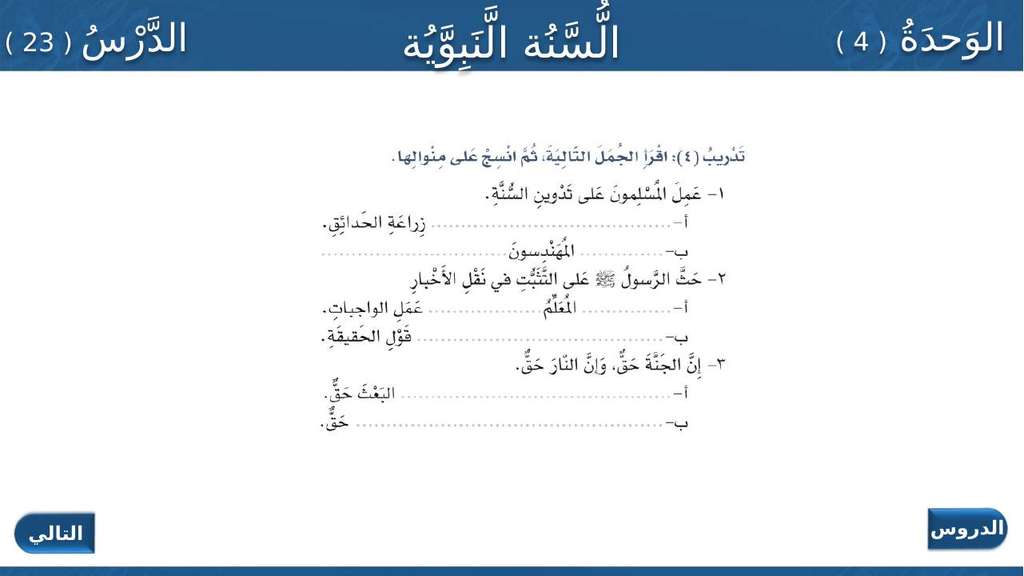 الوَحدَةُ ( 4 )
الُّسَّنُة الَّنَبِوَّيُة
الدَّرْسُ ( 23 )
تَدْريبُ (٤): اقْرَأِ الجُمَلَ التّالِيَةَ، ثُمَّ انْسِجْ عَلى مِنْوالِها.
١- عَمِلَ المُسْلِمونَ عَلى تَدْوينِ السُّنَّةِ.
أ- ........................................ زِراعَةِ الحَدائِقِ.
ب- .............. المُهَنْدِسونَ ...............................
٢- حَثَّ الرَّسولُ ﷺ عَلى التَّثَبُّتِ في نَقْلِ الأَخْبارِ
أ- ............... المُعَلِّمُ ................... عَمَلِ الواجِباتِ.
ب- .......................................... قَوْلِ الحَقيقَةِ.
٣- إِنَّ الجَنَّةَ حَقٌّ، وَإِنَّ النّارَ حَقٌّ.
أ- ............................................. البَعْثَ حَقٌّ.
ب- .................................................... حَقٌّ.
الدروس
التالي